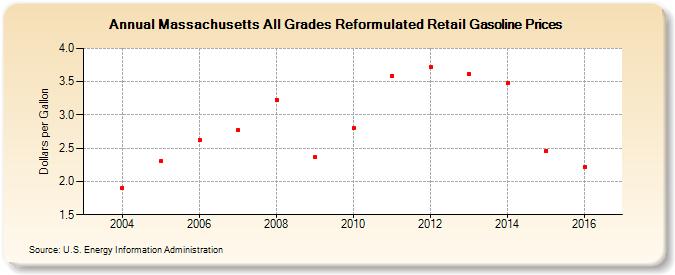 Annual Massachusetts All Grades Reformulated Retail Gasoline Prices
Dollars per Gallon
4.0
3.5
3.0
2.5
2.0
1.5
2004 2006 2008 2010 2012 2014 2016
Source: U.S. Energy Information Administration